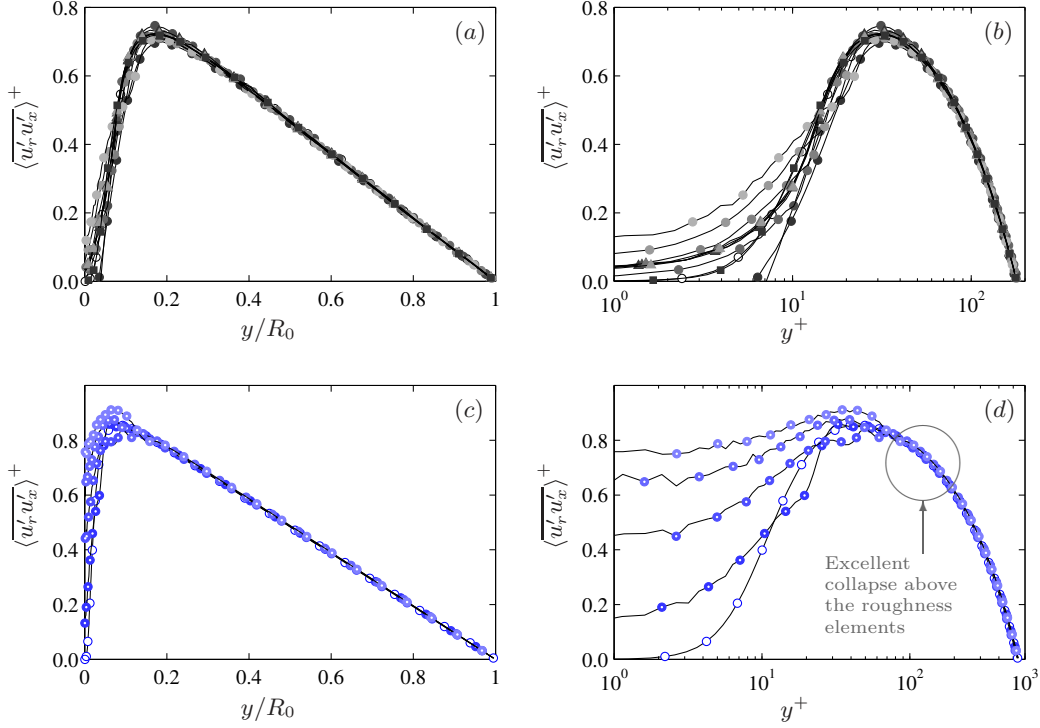 (a)
0.8
0.6
0.4
0.2
0.0
0 0.2 0.4 0.6 0.8 1
y/R₀
⟨u′ᵣu′ₓ⟩⁺
(b)
0.8
0.6
0.4
0.2
0.0
10⁰ 10¹ 10²
y⁺
⟨u′ᵣu′ₓ⟩⁺
(c)
0.8
0.6
0.4
0.2
0.0
0 0.2 0.4 0.6 0.8 1
y/R₀
⟨u′ᵣu′ₓ⟩⁺
(d)
0.8
0.6
0.4
0.2
0.0
10⁰ 10¹ 10² 10³
y⁺
⟨u′ᵣu′ₓ⟩⁺
Excellent
collapse above
the roughness
elements